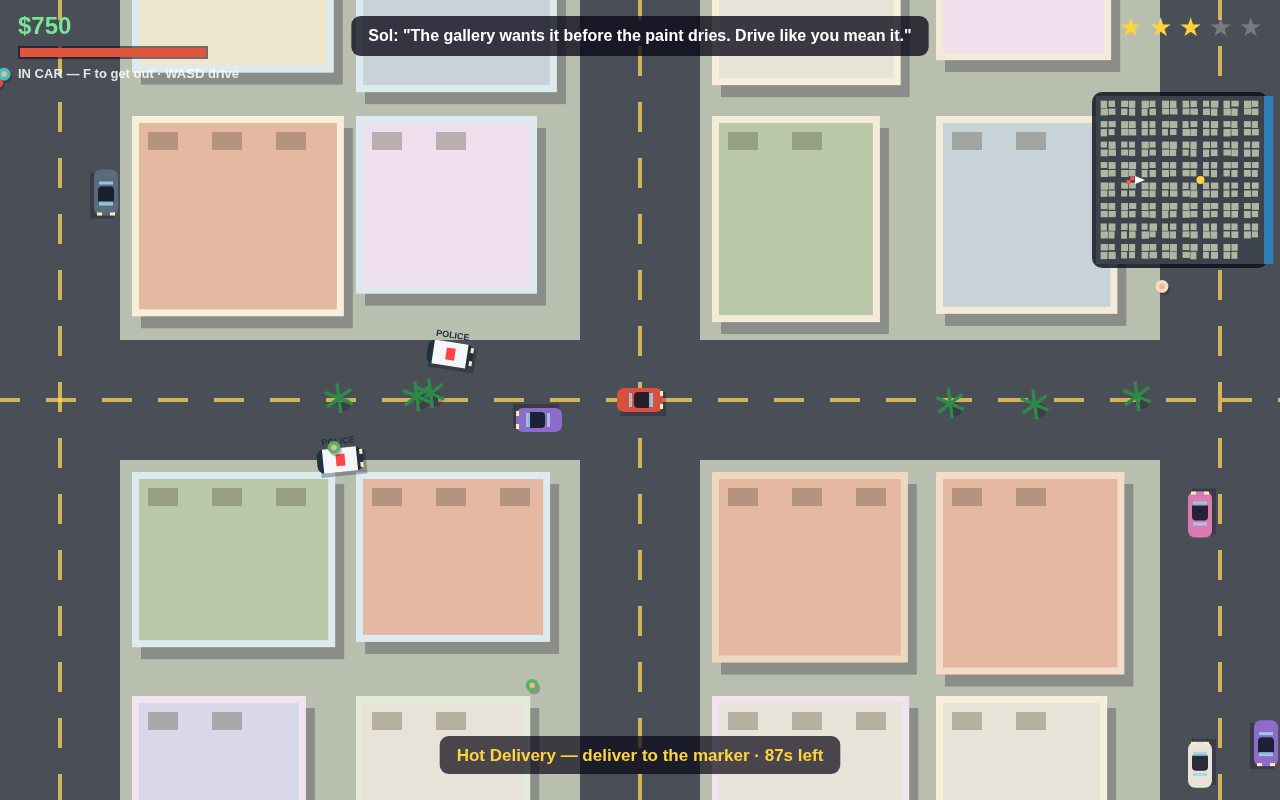 $750
Sol: "The gallery wants it before the paint dries. Drive like you mean it."
★★★★★
IN CAR — F to get out · WASD drive
POLICE
POLICE
Hot Delivery — deliver to the marker · 87s left